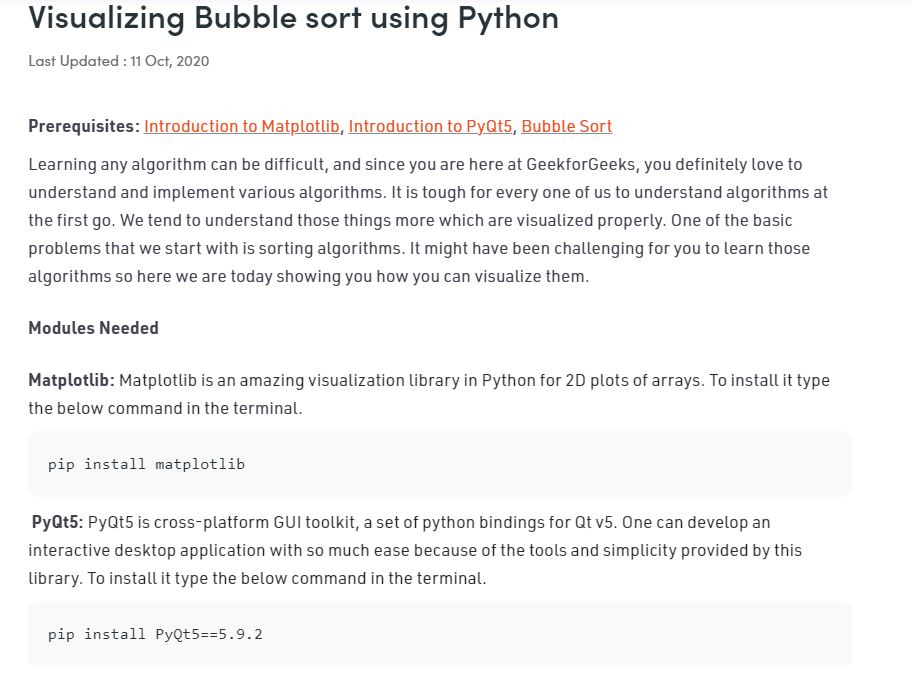 Visualizing Bubble sort using Python
Last Updated : 11 Oct, 2020
Prerequisites: Introduction to Matplotlib, Introduction to PyQt5, Bubble Sort
Learning any algorithm can be difficult, and since you are here at GeekforGeeks, you definitely love to
understand and implement various algorithms. It is tough for every one of us to understand algorithms at
the first go. We tend to understand those things more which are visualized properly. One of the basic
problems that we start with is sorting algorithms. It might have been challenging for you to learn those
algorithms so here we are today showing you how you can visualize them.
Modules Needed
Matplotlib: Matplotlib is an amazing visualization library in Python for 2D plots of arrays. To install it type
the below command in the terminal.
pip install matplotlib
PyQt5: PyQt5 is cross-platform GUI toolkit, a set of python bindings for Qt v5. One can develop an
interactive desktop application with so much ease because of the tools and simplicity provided by this
library. To install it type the below command in the terminal.
pip install PyQt5==5.9.2